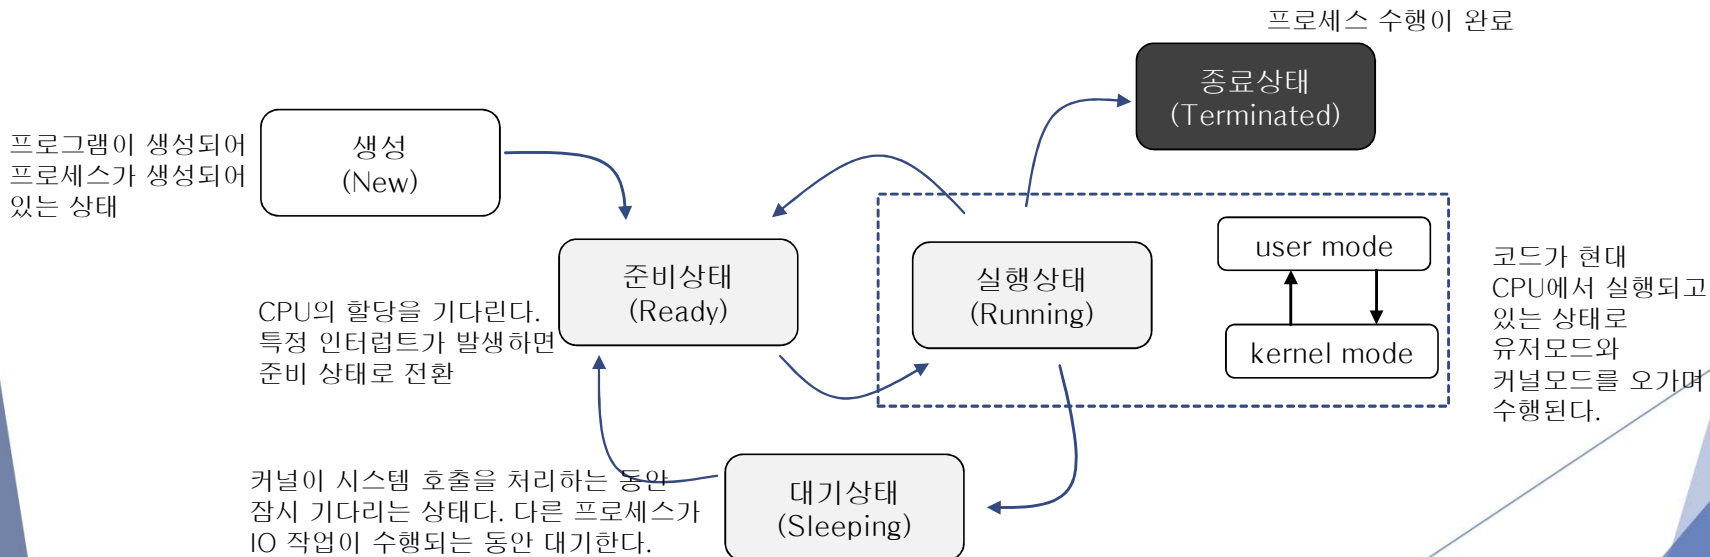 프로세스 수행이 완료
종료상태
(Terminated)
프로그램이 생성되어
프로세스가 생성되어
있는 상태
생성
(New)
준비상태
(Ready)
CPU의 할당을 기다린다.
특정 인터럽트가 발생하면
준비 상태로 전환
실행상태
(Running)
user mode
kernel mode
코드가 현대
CPU에서 실행되고
있는 상태로
유저모드와
커널모드를 오가며
수행된다.
커널이 시스템 호출을 처리하는 동안
잠시 기다리는 상태다. 다른 프로세스가
IO 작업이 수행되는 동안 대기한다.
대기상태
(Sleeping)